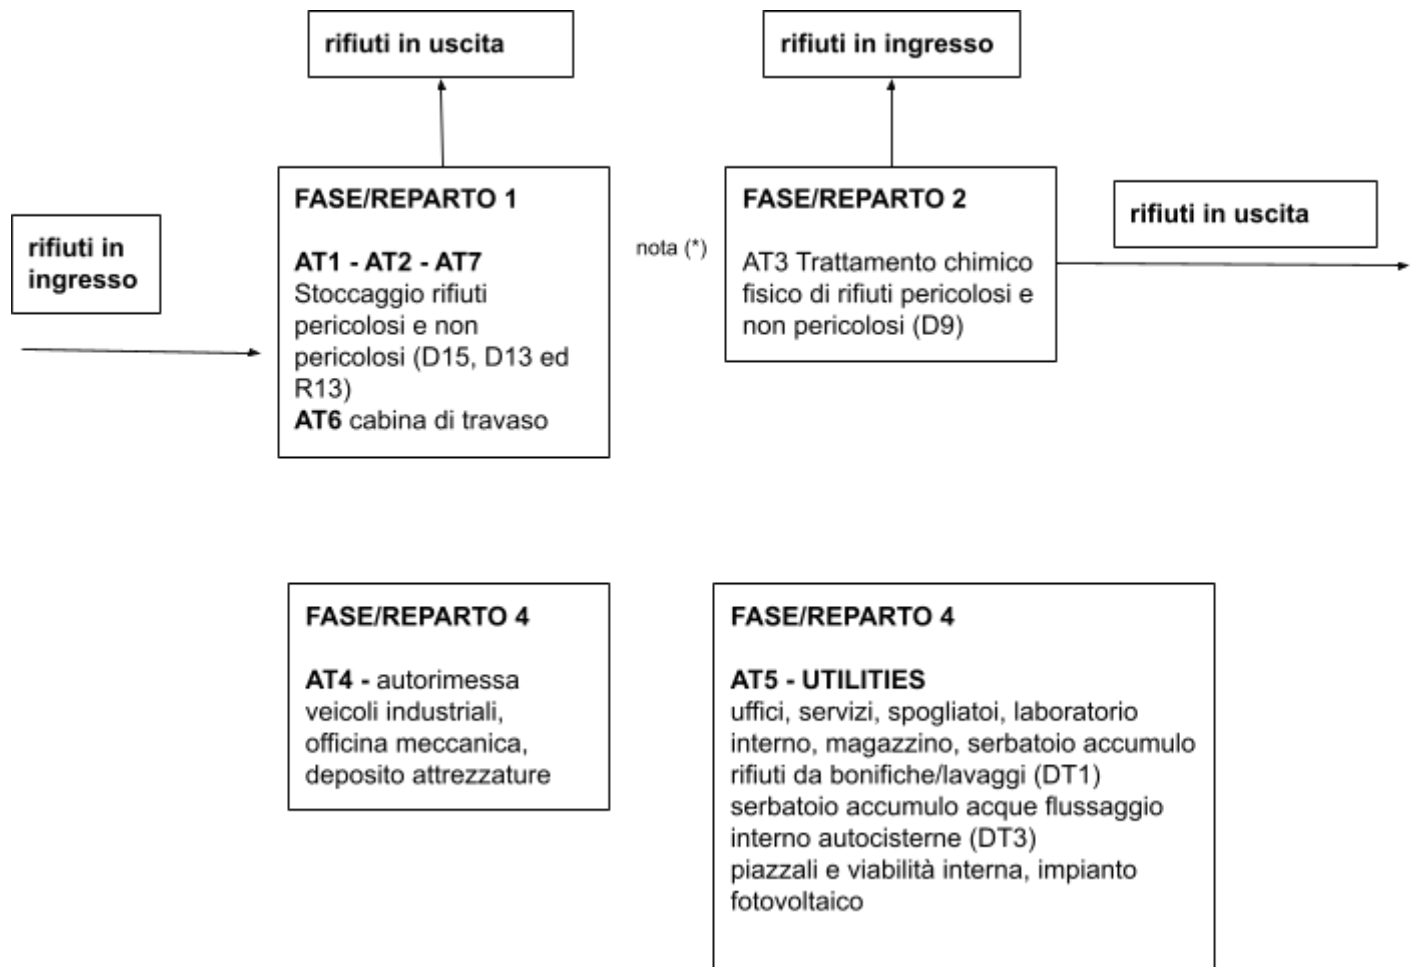 rifiuti in uscita
rifiuti in ingresso
rifiuti in
ingresso
FASE/REPARTO 1
AT1 - AT2 - AT7
Stoccaggio rifiuti
pericolosi e non
pericolosi (D15, D13 ed
R13)
AT6 cabina di travaso
nota (*)
FASE/REPARTO 2
AT3 Trattamento chimico
fisico di rifiuti pericolosi e
non pericolosi (D9)
rifiuti in uscita
FASE/REPARTO 4
AT4 - autorimessa
veicoli industriali,
officina meccanica,
deposito attrezzature
FASE/REPARTO 4
AT5 - UTILITIES
uffici, servizi, spogliatoi, laboratorio
interno, magazzino, serbatoio accumulo
rifiuti da bonifiche/lavaggi (DT1)
serbatoio accumulo acque flussaggio
interno autocisterne (DT3)
piazzali e viabilità interna, impianto
fotovoltaico